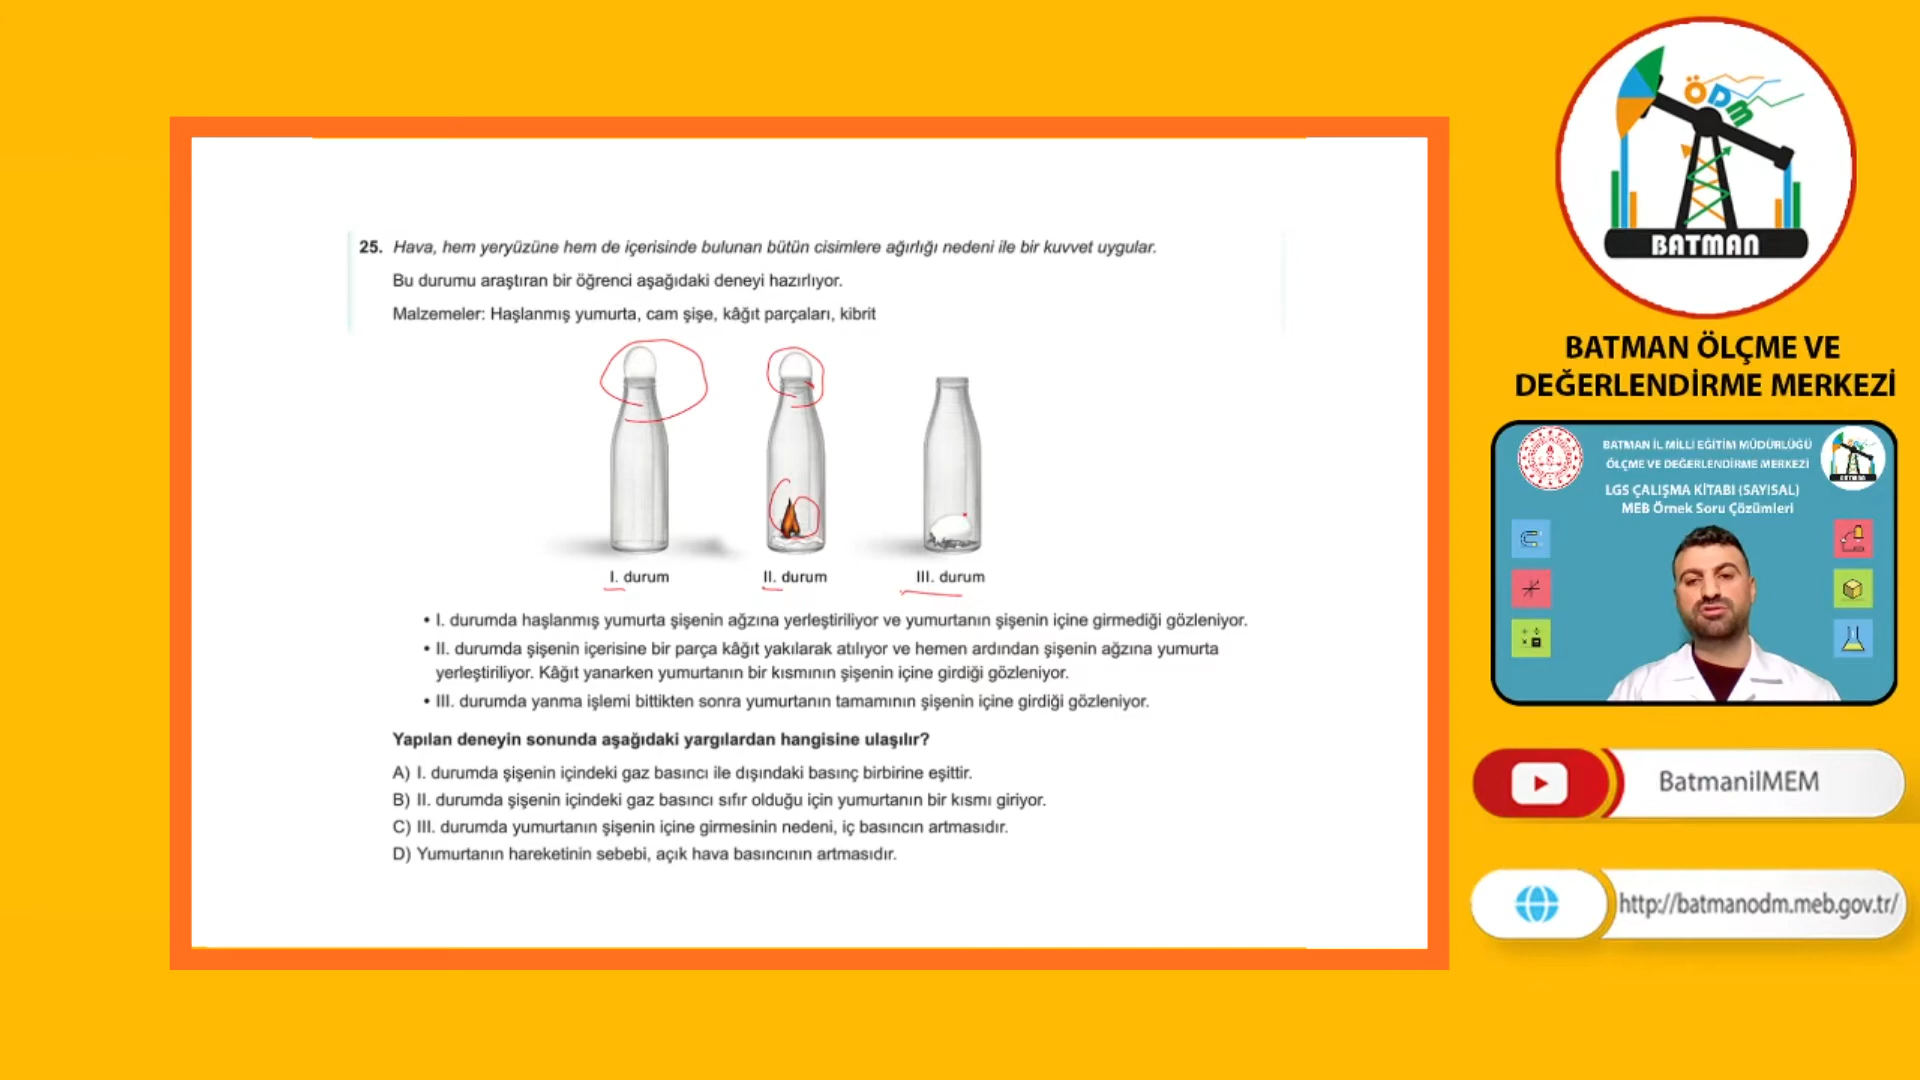 25. Hava, hem yeryüzüne hem de içerisinde bulunan bütün cisimlere ağırlığı nedeni ile bir kuvvet uygular.
Bu durumu araştıran bir öğrenci aşağıdaki deneyi hazırlıyor.
Malzemeler: Haşlanmış yumurta, cam şişe, kâğıt parçaları, kibrit
I. durum
II. durum
III. durum
• I. durumda haşlanmış yumurta şişenin ağzına yerleştiriliyor ve yumurtanın şişenin içine girmediği gözleniyor.
• II. durumda şişenin içerisine bir parça kâğıt yakılarak atılıyor ve hemen ardından şişenin ağzına yumurta
yerleştiriliyor. Kâğıt yanarken yumurtanın bir kısmının şişenin içine girdiği gözleniyor.
• III. durumda yanma işlemi bittikten sonra yumurtanın tamamının şişenin içine girdiği gözleniyor.
Yapılan deneyin sonunda aşağıdaki yargılardan hangisine ulaşılır?
A) I. durumda şişenin içindeki gaz basıncı ile dışındaki basınç birbirine eşittir.
B) II. durumda şişenin içindeki gaz basıncı sıfır olduğu için yumurtanın bir kısmı giriyor.
C) III. durumda yumurtanın şişenin içine girmesinin nedeni, iç basıncın artmasıdır.
D) Yumurtanın hareketinin sebebi, açık hava basıncının artmasıdır.
ÖDM
BATMAN
BATMAN ÖLÇME VE
DEĞERLENDİRME MERKEZİ
BATMAN İL MİLLİ EĞİTİM MÜDÜRLÜĞÜ
ÖLÇME VE DEĞERLENDİRME MERKEZİ
LGS ÇALIŞMA KİTABI (SAYISAL)
MEB Örnek Soru Çözümleri
BatmanilMEM
http://batmanodm.meb.gov.tr/